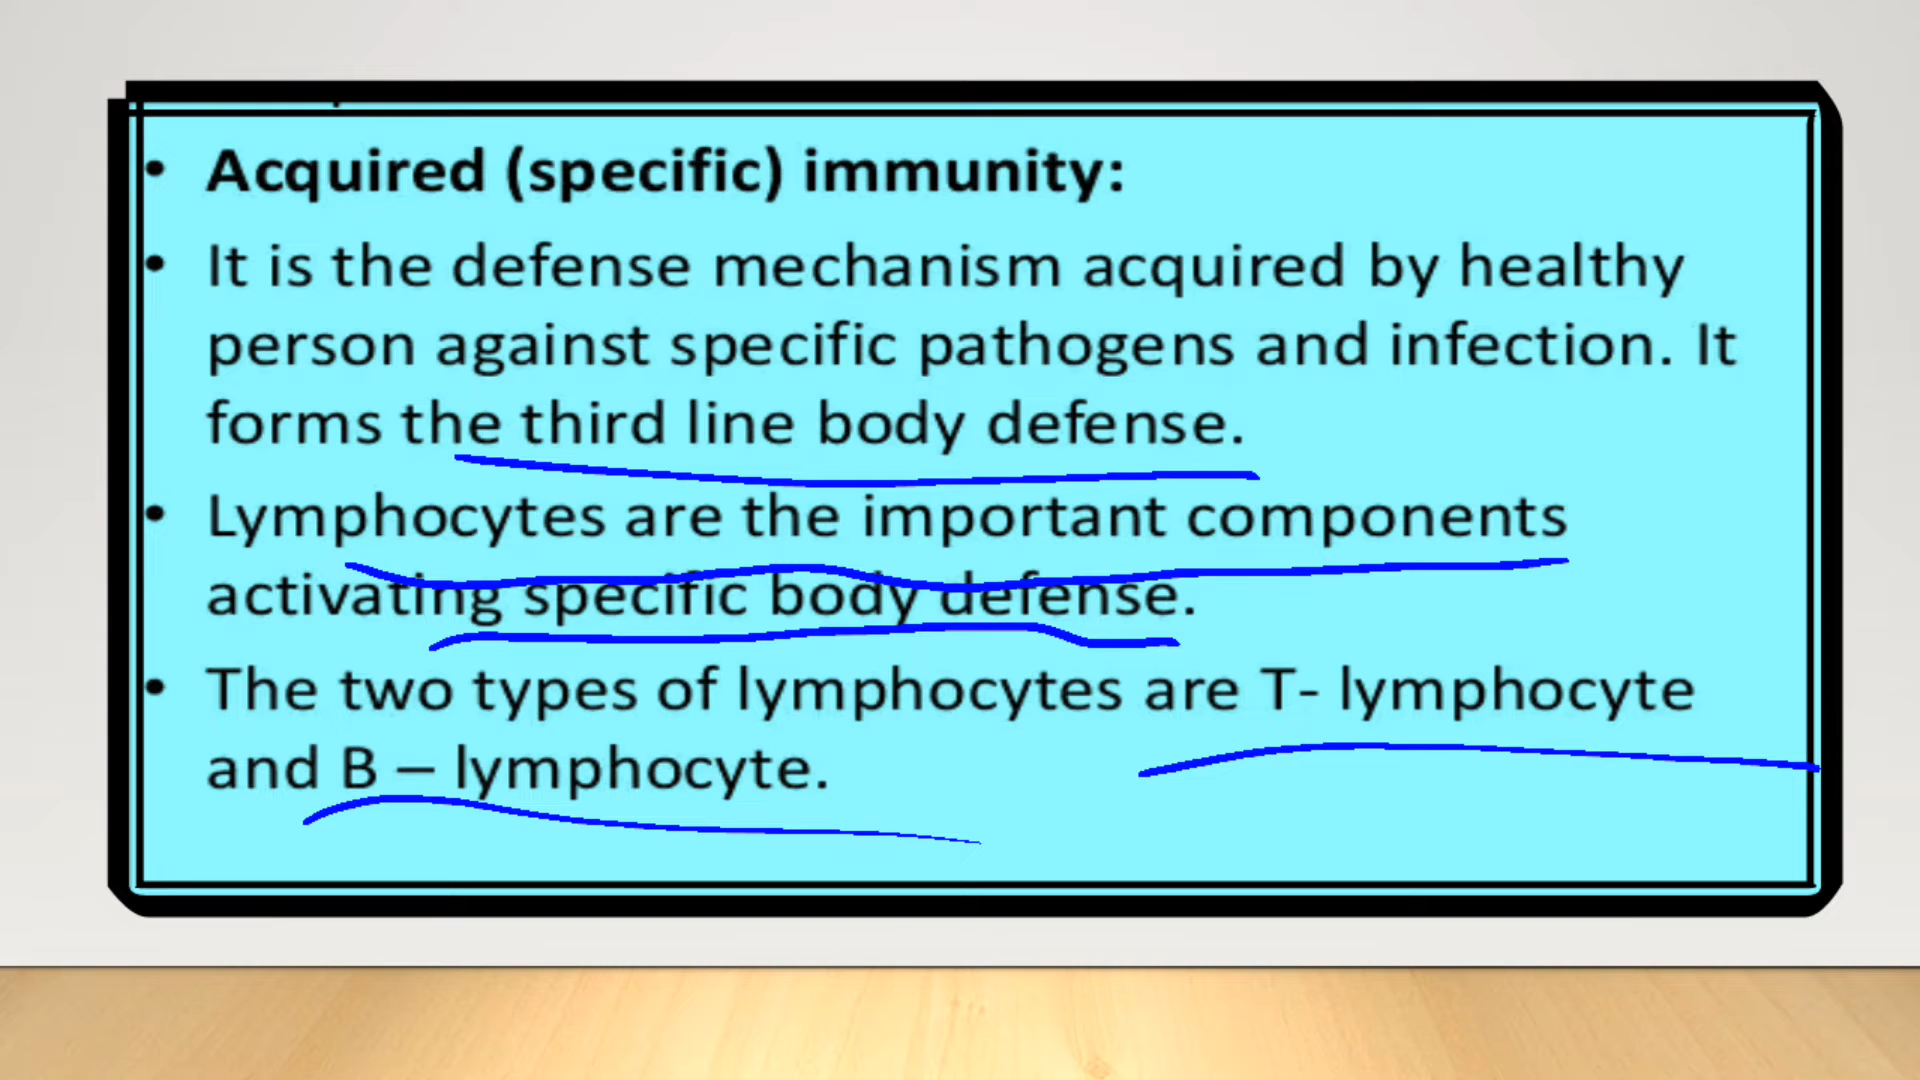 • Acquired (specific) immunity:
• It is the defense mechanism acquired by healthy
person against specific pathogens and infection. It
forms the third line body defense.
• Lymphocytes are the important components
activating specific body defense.
• The two types of lymphocytes are T- lymphocyte
and B – lymphocyte.